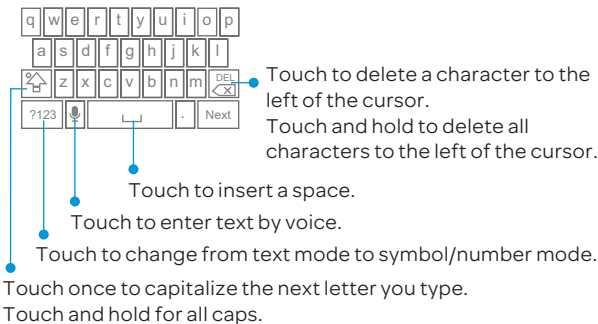 q w e r t y u i o p
a s d f g h j k l
z x c v b n m DEL
?123 . Next
Touch to delete a character to the
left of the cursor.
Touch and hold to delete all
characters to the left of the cursor.
Touch to insert a space.
Touch to enter text by voice.
Touch to change from text mode to symbol/number mode.
Touch once to capitalize the next letter you type.
Touch and hold for all caps.